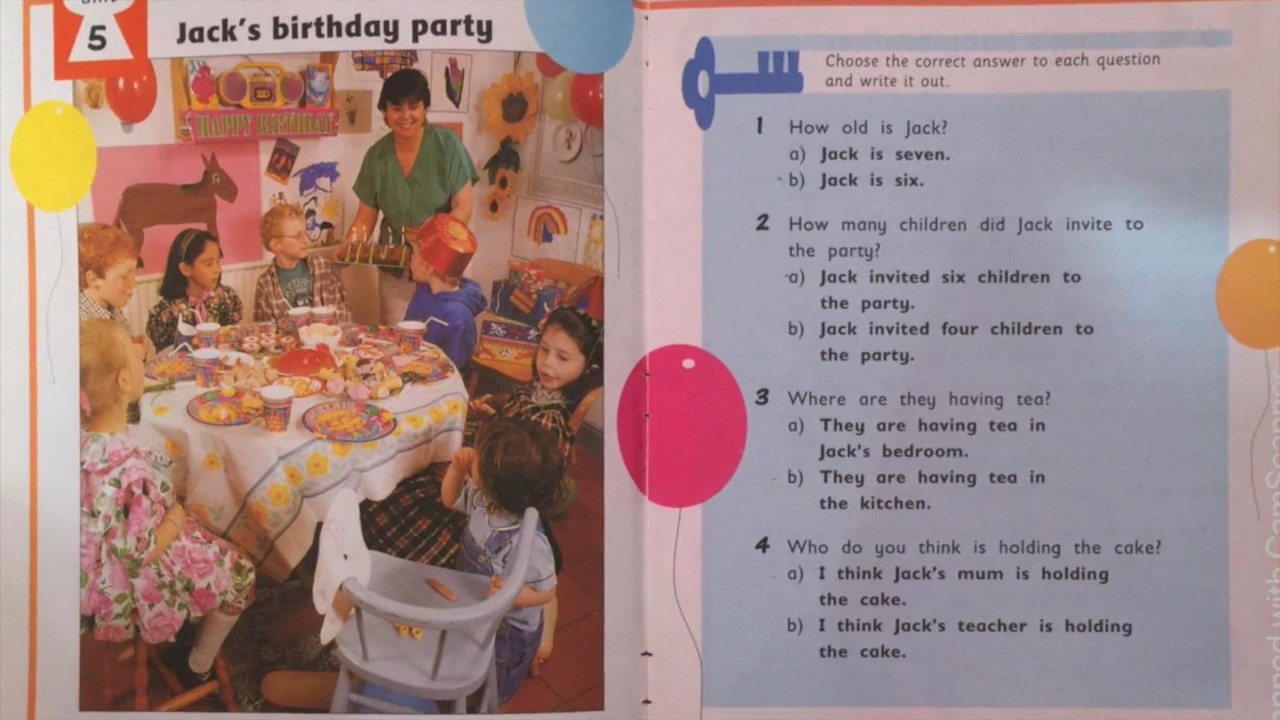 unit
5
Jack's birthday party
HAPPY BIRTHDAY
Choose the correct answer to each question
and write it out.
1 How old is Jack?
a) Jack is seven.
b) Jack is six.
2 How many children did Jack invite to
the party?
a) Jack invited six children to
the party.
b) Jack invited four children to
the party.
3 Where are they having tea?
a) They are having tea in
Jack's bedroom.
b) They are having tea in
the kitchen.
4 Who do you think is holding the cake?
a) I think Jack's mum is holding
the cake.
b) I think Jack's teacher is holding
the cake.